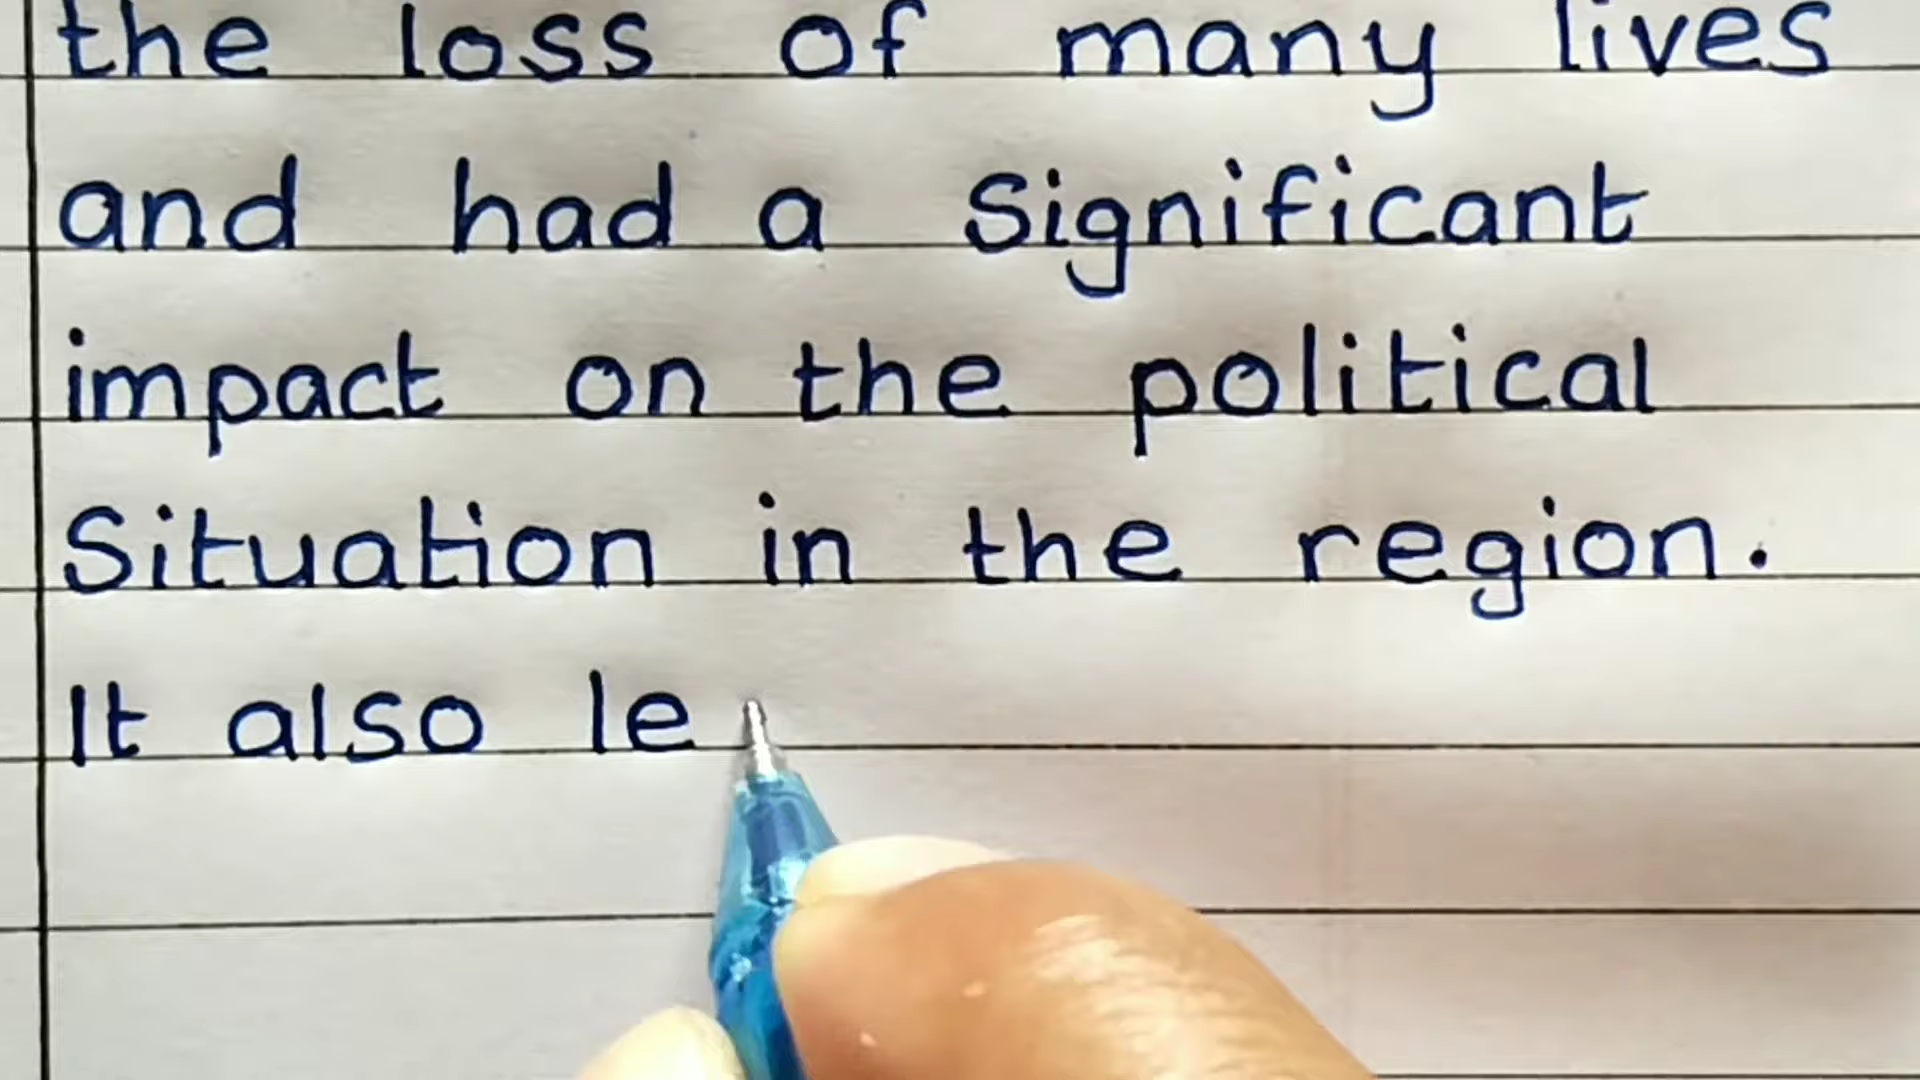 the loss of many lives
and had a significant
impact on the political
Situation in the region.
It also le